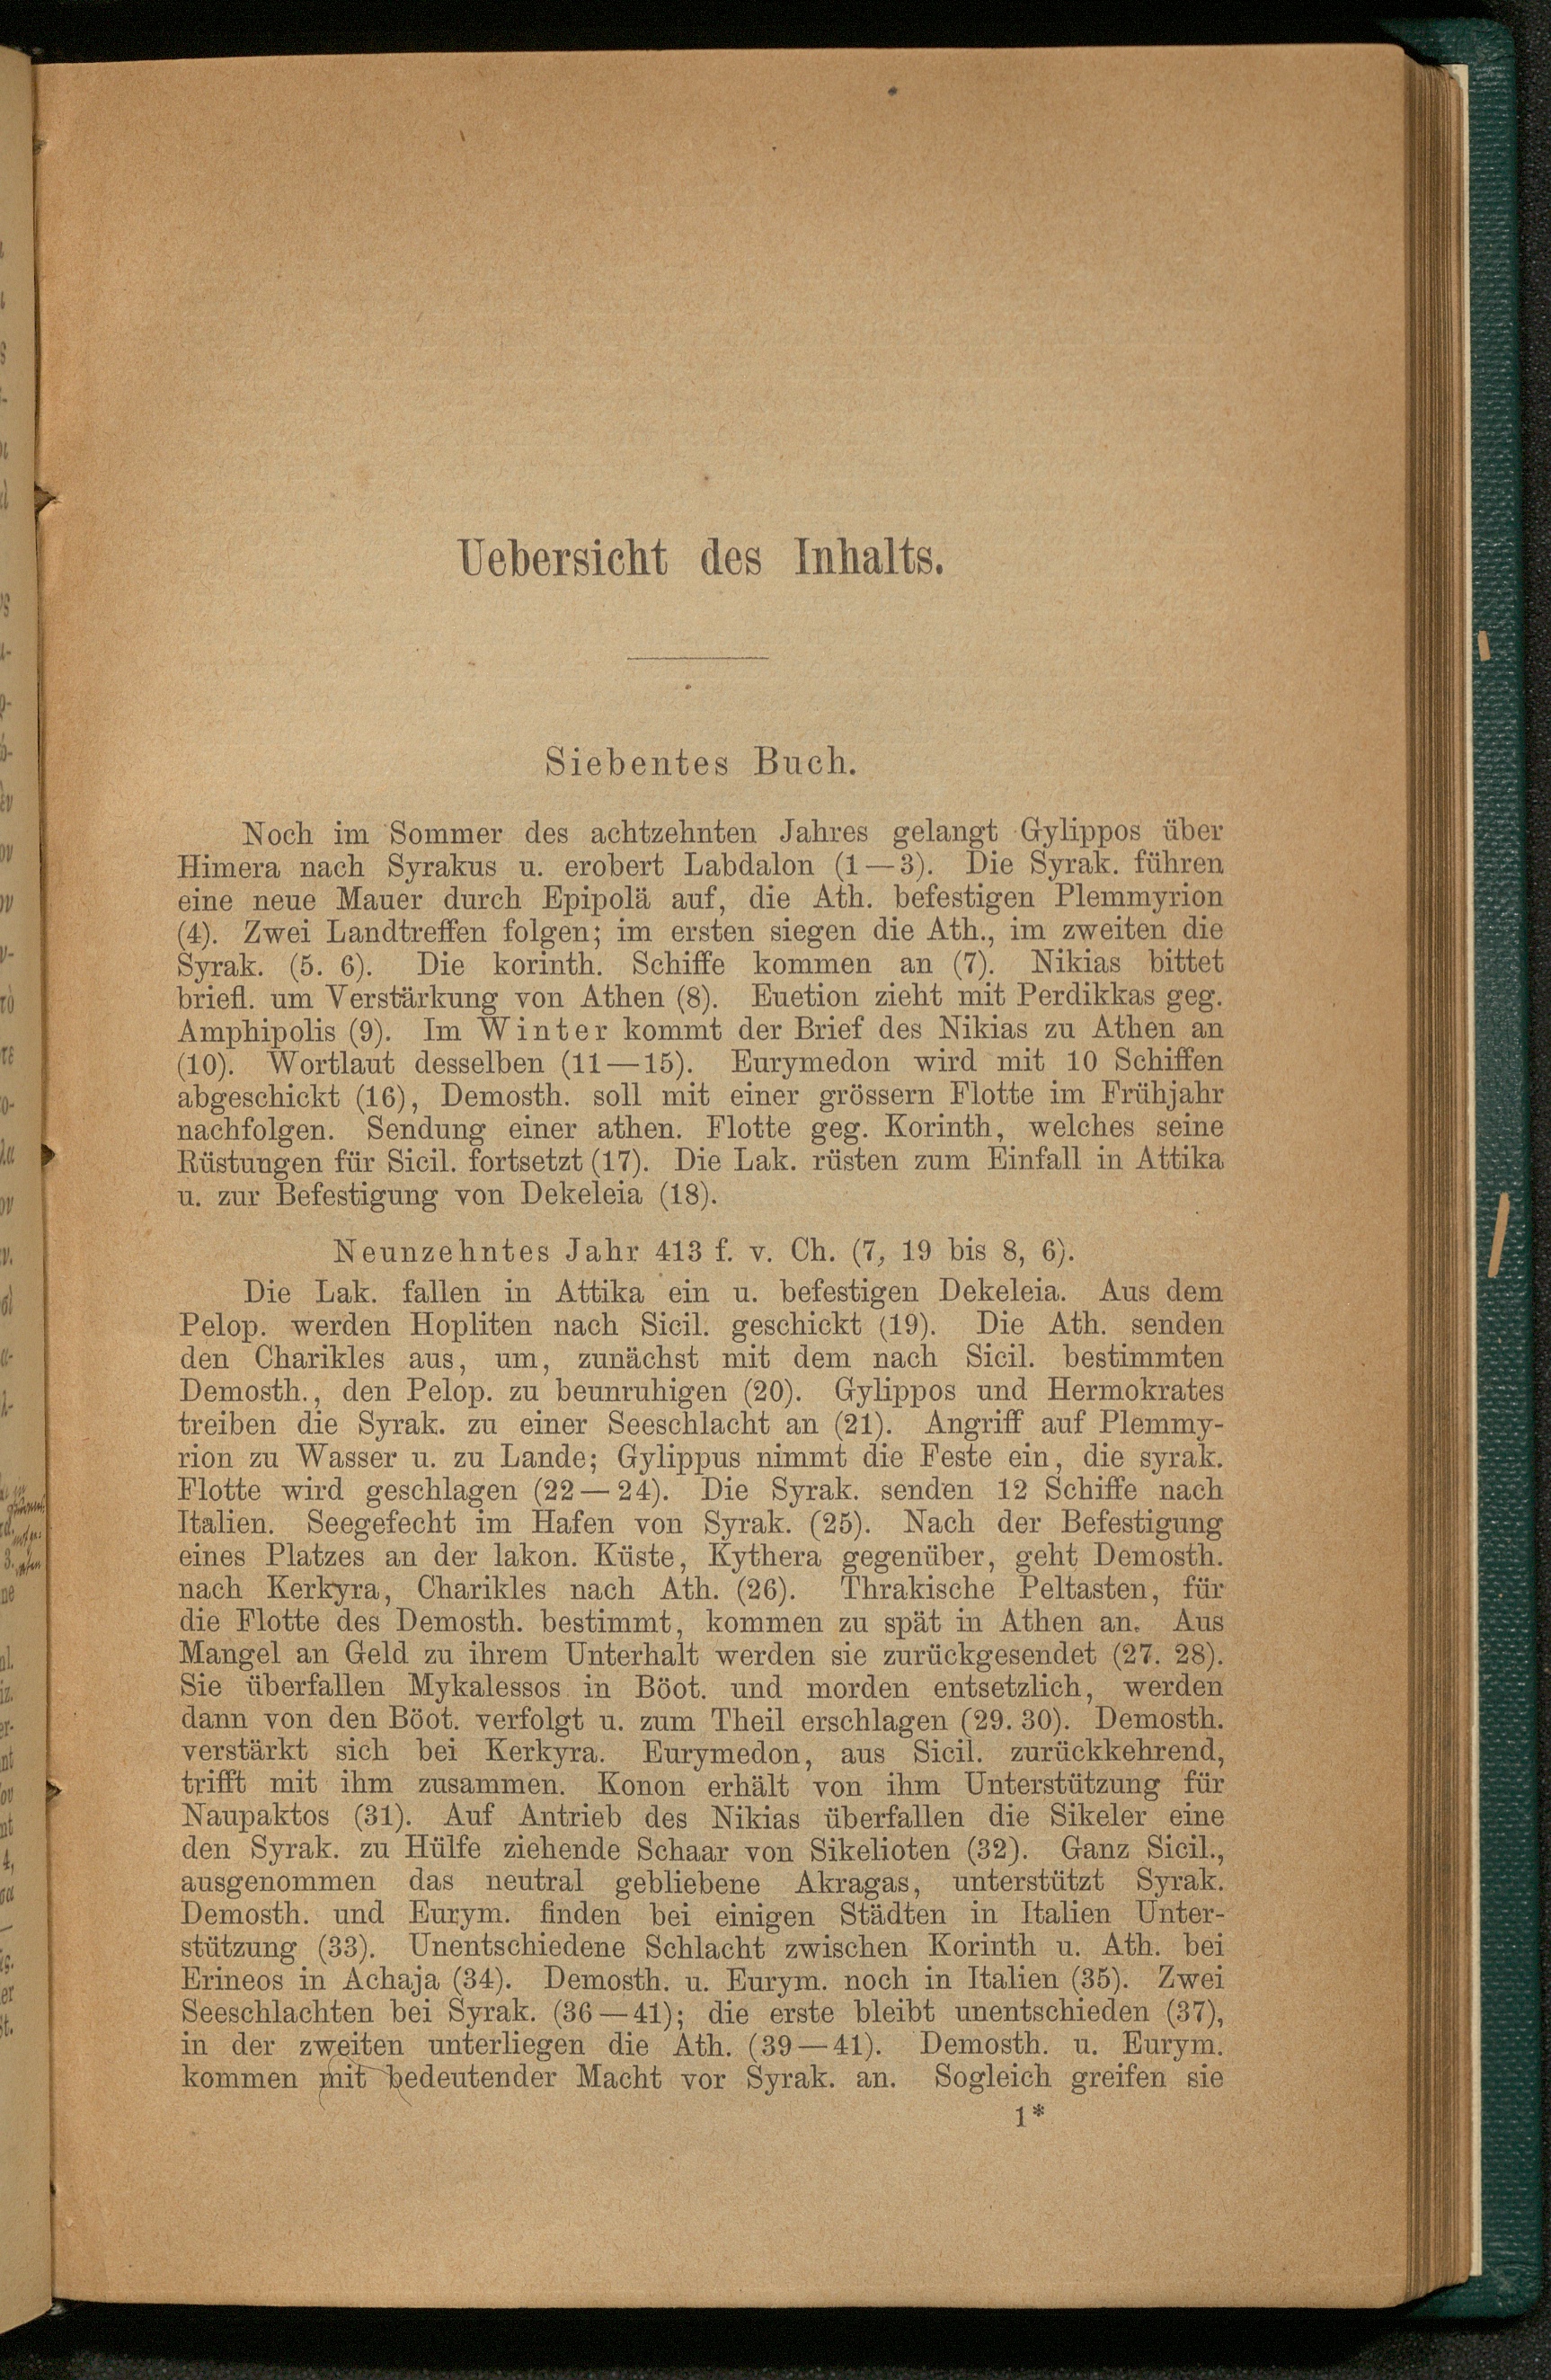 Uebersicht des Inhalts.
Siebentes Buch.
Noch im Sommer des achtzehnten Jahres gelangt Gylippos über
Himera nach Syrakus u. erobert Labdalon (1—3). Die Syrak. führen
eine neue Mauer durch Epipolä auf, die Ath. befestigen Plemmyrion
(4). Zwei Landtreffen folgen; im ersten siegen die Ath., im zweiten die
Syrak. (5. 6). Die korinth. Schiffe kommen an (7). Nikias bittet
briefl. um Verstärkung von Athen (8). Euetion zieht mit Perdikkas geg.
Amphipolis (9). Im Winter kommt der Brief des Nikias zu Athen an
(10). Wortlaut desselben (11—15). Eurymedon wird mit 10 Schiffen
abgeschickt (16), Demosth. soll mit einer grössern Flotte im Frühjahr
nachfolgen. Sendung einer athen. Flotte geg. Korinth, welches seine
Rüstungen für Sicil. fortsetzt (17). Die Lak. rüsten zum Einfall in Attika
u. zur Befestigung von Dekeleia (18).
Neunzehntes Jahr 413 f. v. Ch. (7, 19 bis 8, 6).
Die Lak. fallen in Attika ein u. befestigen Dekeleia. Aus dem
Pelop. werden Hopliten nach Sicil. geschickt (19). Die Ath. senden
den Charikles aus, um, zunächst mit dem nach Sicil. bestimmten
Demosth., den Pelop. zu beunruhigen (20). Gylippos und Hermokrates
treiben die Syrak. zu einer Seeschlacht an (21). Angriff auf Plemmy-
rion zu Wasser u. zu Lande; Gylippus nimmt die Feste ein, die syrak.
Flotte wird geschlagen (22—24). Die Syrak. senden 12 Schiffe nach
Italien. Seegefecht im Hafen von Syrak. (25). Nach der Befestigung
eines Platzes an der lakon. Küste, Kythera gegenüber, geht Demosth.
nach Kerkyra, Charikles nach Ath. (26). Thrakische Peltasten, für
die Flotte des Demosth. bestimmt, kommen zu spät in Athen an. Aus
Mangel an Geld zu ihrem Unterhalt werden sie zurückgesendet (27. 28).
Sie überfallen Mykalessos in Böot. und morden entsetzlich, werden
dann von den Böot. verfolgt u. zum Theil erschlagen (29. 30). Demosth.
verstärkt sich bei Kerkyra. Eurymedon, aus Sicil. zurückkehrend,
trifft mit ihm zusammen. Konon erhält von ihm Unterstützung für
Naupaktos (31). Auf Antrieb des Nikias überfallen die Sikeler eine
den Syrak. zu Hülfe ziehende Schaar von Sikelioten (32). Ganz Sicil.,
ausgenommen das neutral gebliebene Akragas, unterstützt Syrak.
Demosth. und Eurym. finden bei einigen Städten in Italien Unter-
stützung (33). Unentschiedene Schlacht zwischen Korinth u. Ath. bei
Erineos in Achaja (34). Demosth. u. Eurym. noch in Italien (35). Zwei
Seeschlachten bei Syrak. (36—41); die erste bleibt unentschieden (37),
in der zweiten unterliegen die Ath. (39—41). Demosth. u. Eurym.
kommen mit bedeutender Macht vor Syrak. an. Sogleich greifen sie
1*